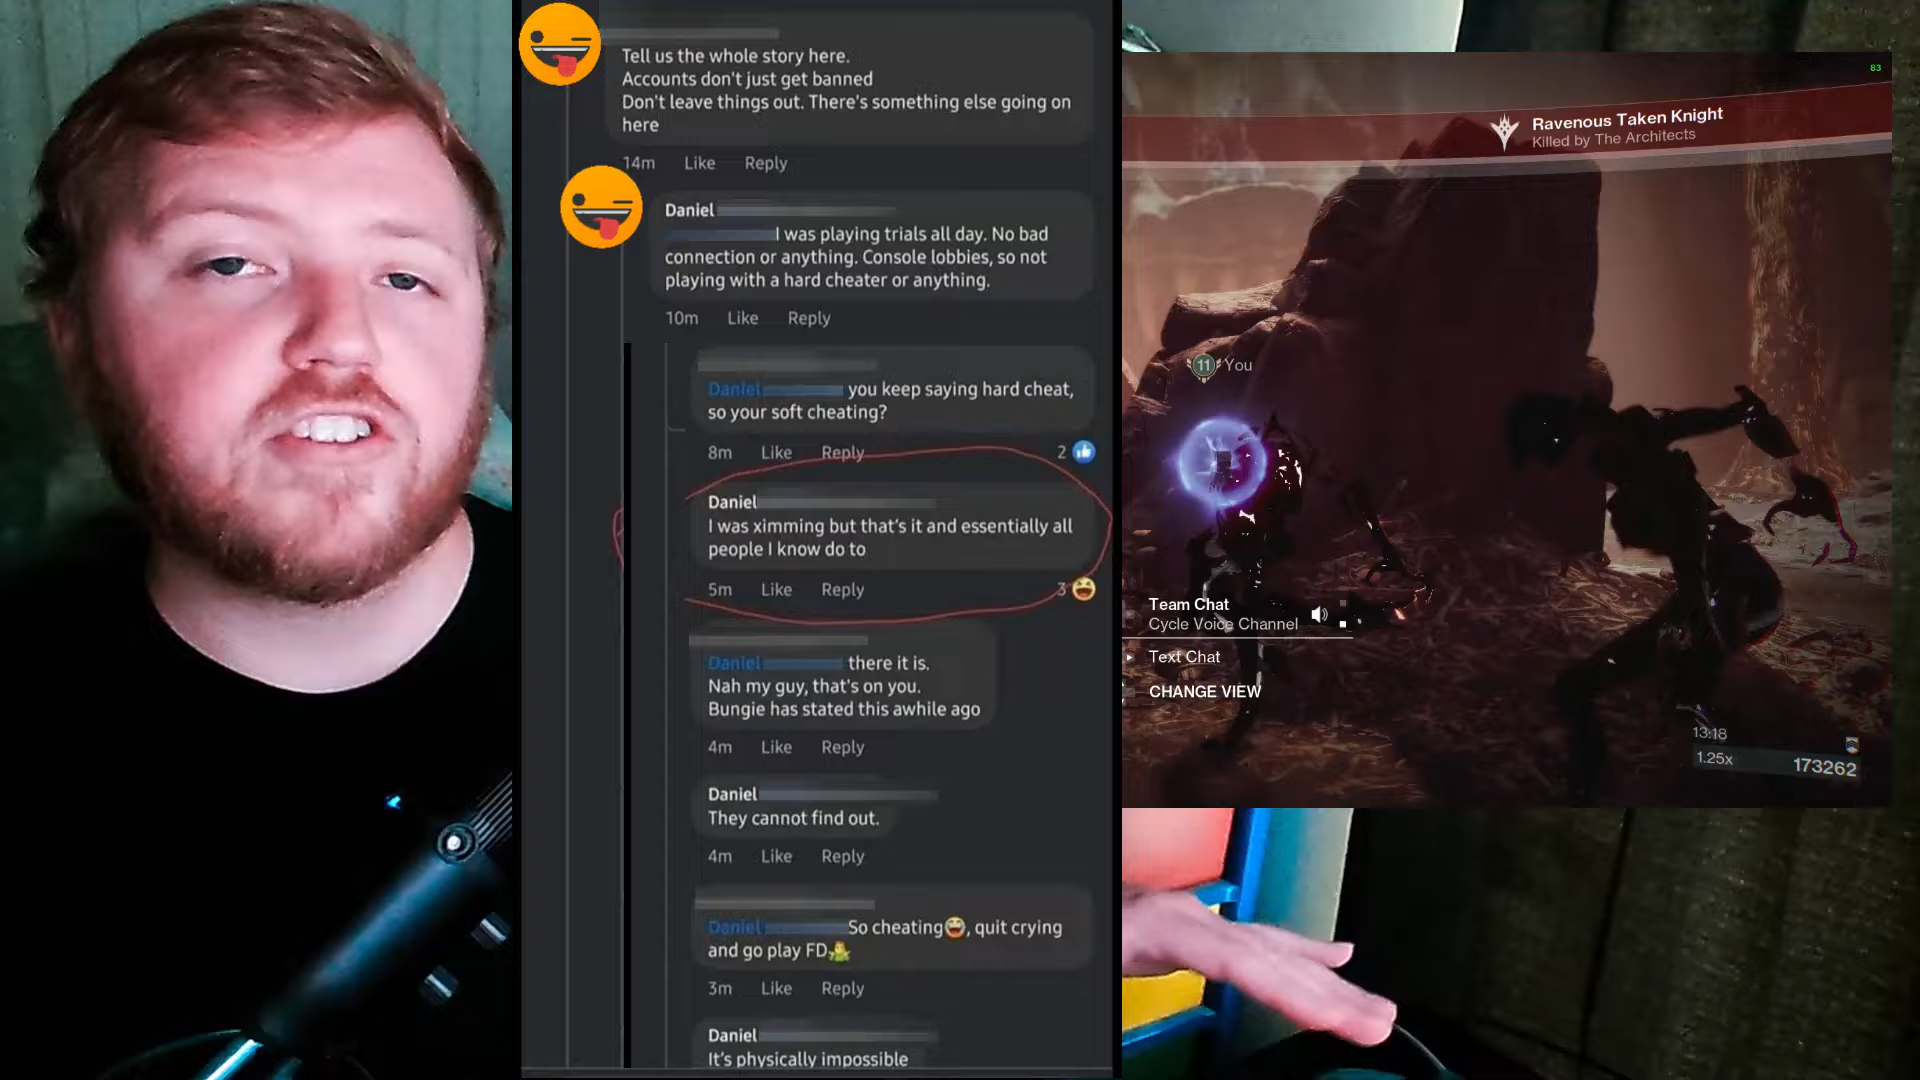 Tell us the whole story here.
Accounts don't just get banned
Don't leave things out. There's something else going on
here
14m Like Reply
Daniel
I was playing trials all day. No bad
connection or anything. Console lobbies, so not
playing with a hard cheater or anything.
10m Like Reply
Daniel you keep saying hard cheat,
so your soft cheating?
8m Like Reply 2
Daniel
I was ximming but that's it and essentially all
people I know do to
5m Like Reply 3
Daniel there it is.
Nah my guy, that's on you.
Bungie has stated this awhile ago
4m Like Reply
Daniel
They cannot find out.
4m Like Reply
Daniel So cheating😆, quit crying
and go play FD🤷
3m Like Reply
Daniel
It's physically impossible
83
Ravenous Taken Knight
Killed by The Architects
11 You
Team Chat
Cycle Voice Channel
Text Chat
CHANGE VIEW
13:18
1.25x 173262